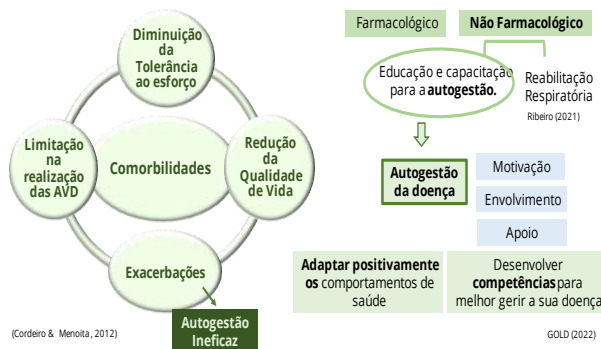 Diminuição
da
Tolerância
ao esforço
Limitação
na
realização
das AVD
Comorbilidades
Redução
da
Qualidade
de Vida
Exacerbações
Autogestão
Ineficaz
(Cordeiro & Menoita, 2012)
Farmacológico
Não Farmacológico
Educação e capacitação
para a autogestão.
Reabilitação
Respiratória
Ribeiro (2021)
Autogestão
da doença
Motivação
Envolvimento
Apoio
Adaptar positivamente
os comportamentos de
saúde
Desenvolver
competências para
melhor gerir a sua doença
GOLD (2022)